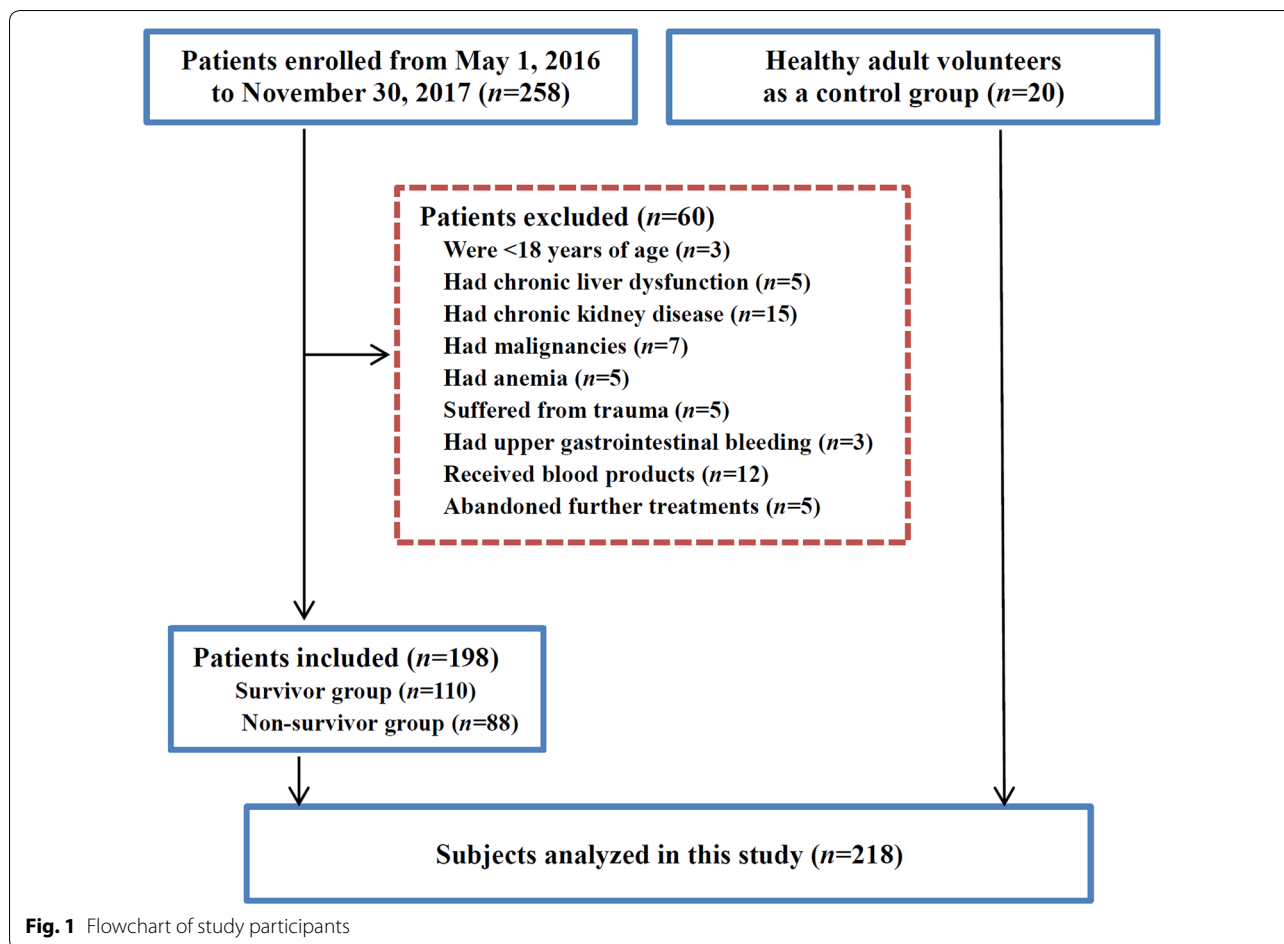 Patients enrolled from May 1, 2016
to November 30, 2017 (n=258)
Healthy adult volunteers
as a control group (n=20)
Patients excluded (n=60)
Were <18 years of age (n=3)
Had chronic liver dysfunction (n=5)
Had chronic kidney disease (n=15)
Had malignancies (n=7)
Had anemia (n=5)
Suffered from trauma (n=5)
Had upper gastrointestinal bleeding (n=3)
Received blood products (n=12)
Abandoned further treatments (n=5)
Patients included (n=198)
Survivor group (n=110)
Non-survivor group (n=88)
Subjects analyzed in this study (n=218)
Fig. 1 Flowchart of study participants